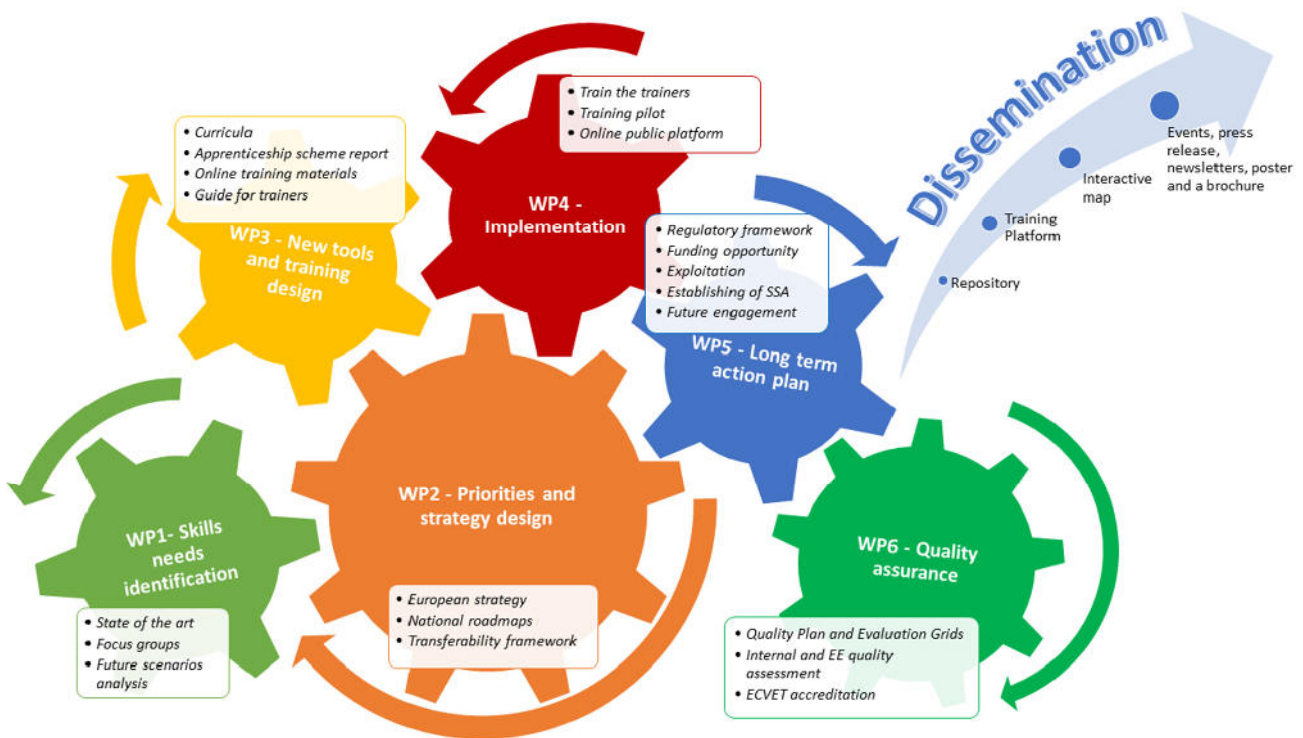 WP1- Skills
needs
identification
• State of the art
• Focus groups
• Future scenarios
analysis
WP2 - Priorities and
strategy design
• European strategy
• National roadmaps
• Transferability framework
• Curricula
• Apprenticeship scheme report
• Online training materials
• Guide for trainers
WP3 - New tools
and training
design
• Train the trainers
• Training pilot
• Online public platform
WP4 -
Implementation
• Regulatory framework
• Funding opportunity
• Exploitation
• Establishing of SSA
• Future engagement
WP5 - Long term
action plan
WP6 - Quality
assurance
• Quality Plan and Evaluation Grids
• Internal and EE quality
assessment
• ECVET accreditation
Dissemination
Repository
Training
Platform
Interactive
map
Events, press
release,
newsletters, poster
and a brochure